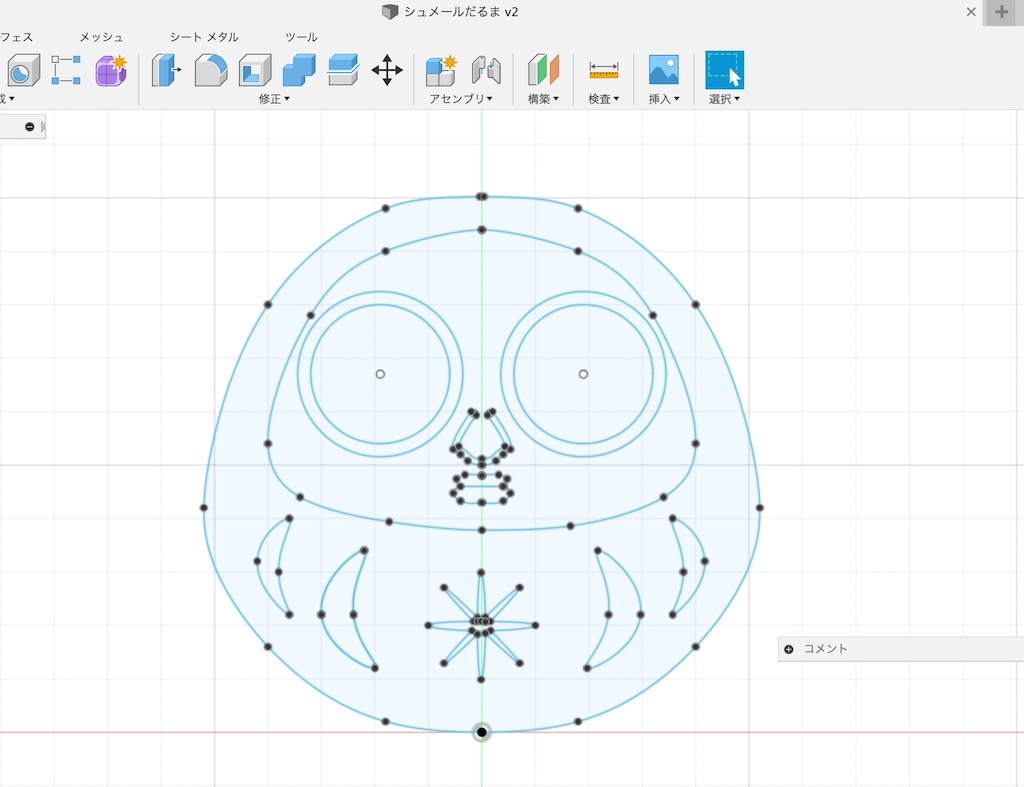 シュメールだるま v2
フェス
メッシュ
シート メタル
ツール
成▾
修正▾
アセンブリ▾
構築▾
検査▾
挿入▾
選択▾
コメント